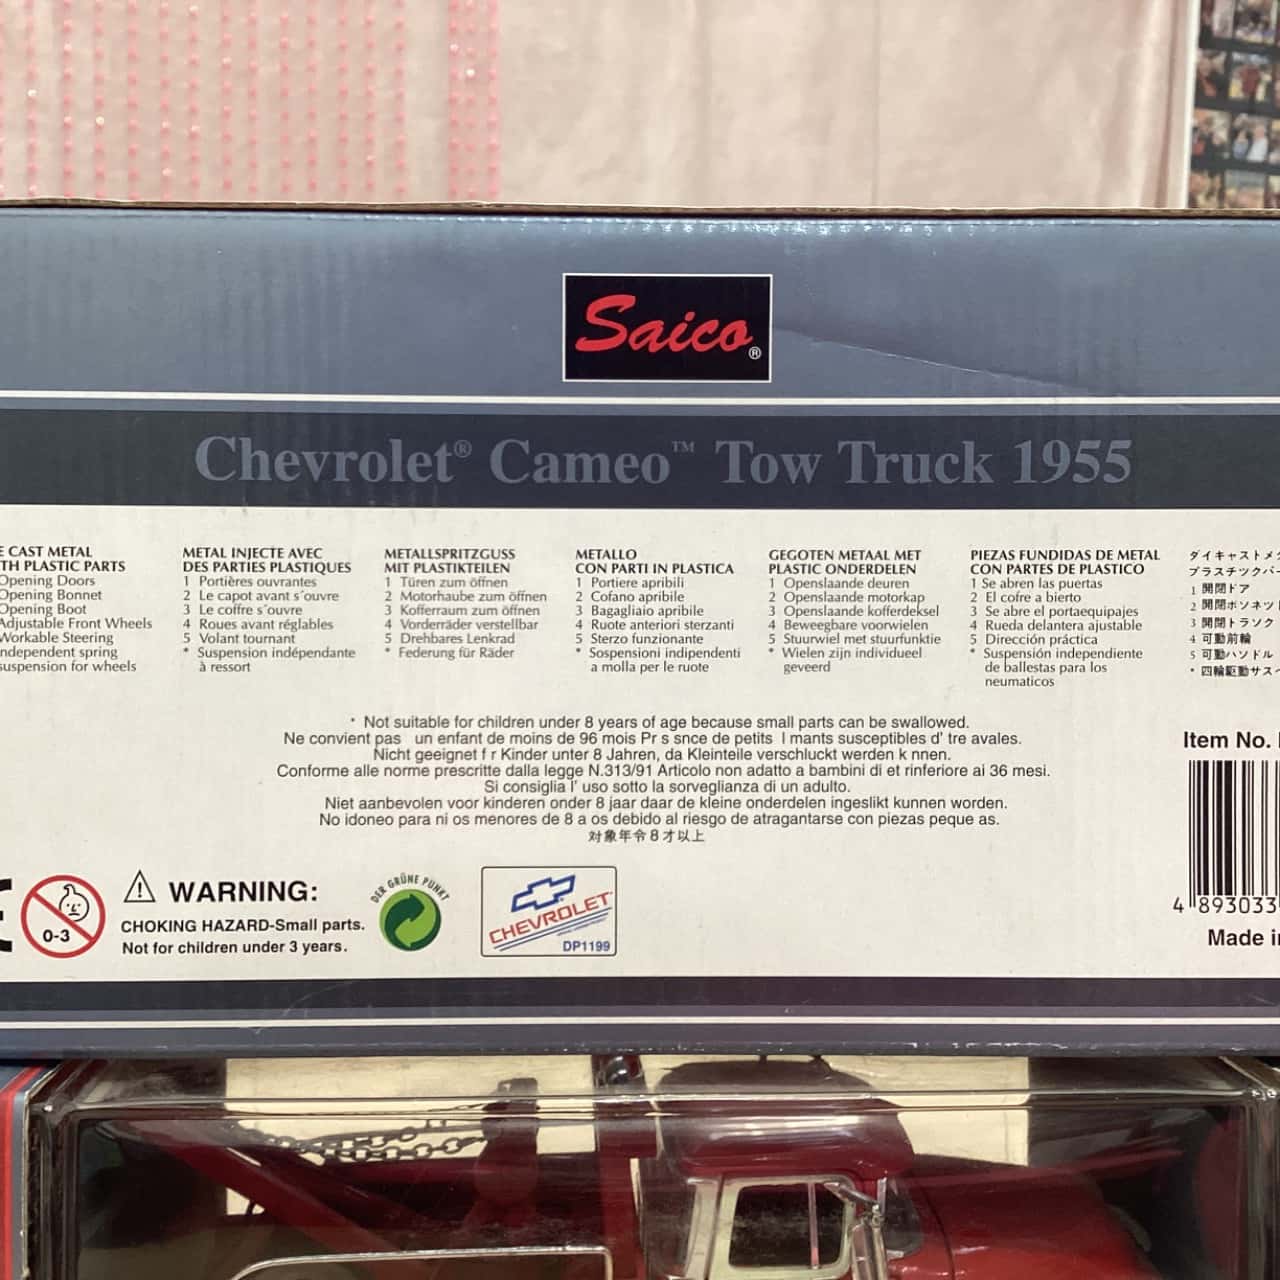 Saico®
Chevrolet® Cameo™ Tow Truck 1955
CAST METAL
PLASTIC PARTS
Opening Doors
Opening Bonnet
Opening Boot
Adjustable Front Wheels
Workable Steering
spring
suspension for wheels
METAL INJECTE AVEC
DES PARTIES PLASTIQUES
1 Portières ouvrantes
2 Le capot avant s´ouvre
3 Le coffre s´ouvre
4 Roues avant réglables
5 Volant tournant
* Suspension indépendante
à ressort
METALLSPRITZGUSS
MIT PLASTIKTEILEN
1 Türen zum öffnen
2 Motorhaube zum öffnen
3 Kofferraum zum öffnen
4 Vorderräder verstellbar
5 Drehbares Lenkrad
* Federung für Räder
METALLO
CON PARTI IN PLASTICA
1 Portiere apribili
2 Cofano apribile
3 Bagagliaio apribile
4 Ruote anteriori sterzanti
5 Sterzo funzionante
* Sospensioni indipendenti
a molla per le ruote
GEGOTEN METAAL MET
PLASTIC ONDERDELEN
1 Openslaande deuren
2 Openslaande motorkap
3 Openslaande kofferdeksel
4 Beweegbare voorwielen
5 Stuurwiel met stuurfunktie
* Wielen zijn individueel
geveerd
PIEZAS FUNDIDAS DE METAL
CON PARTES DE PLASTICO
1 Se abren las puertas
2 El cofre a bierto
3 Se abre el portaequipajes
4 Rueda delantera ajustable
5 Dirección práctica
* Suspensión independiente
de ballestas para los
neumaticos
ダイキャストメタ
プラスチックパー
1 開閉ドア
2 開閉ボンネット
3 開閉トランク
4 可動前輪
5 可動ハンドル
* 四輪駆動サス
* Not suitable for children under 8 years of age because small parts can be swallowed.
Ne convient pas un enfant de moins de 96 mois Pr s snce de petits l mants susceptibles d' tre avales.
Nicht geeignet f r Kinder unter 8 Jahren, da Kleinteile verschluckt werden k nnen.
Conforme alle norme prescritte dalla legge N.313/91 Articolo non adatto a bambini di et rinferiore ai 36 mesi.
Si consiglia l' uso sotto la sorveglianza di un adulto.
Niet aanbevolen voor kinderen onder 8 jaar daar de kleine onderdelen ingeslikt kunnen worden.
No idoneo para ni os menores de 8 a os debido al riesgo de atragantarse con piezas peque as.
対象年令8才以上
Item No.
4 893033
Made in
0-3
WARNING:
CHOKING HAZARD-Small parts.
Not for children under 3 years.
DER GRÜNE PUNKT
CHEVROLET
DP1199